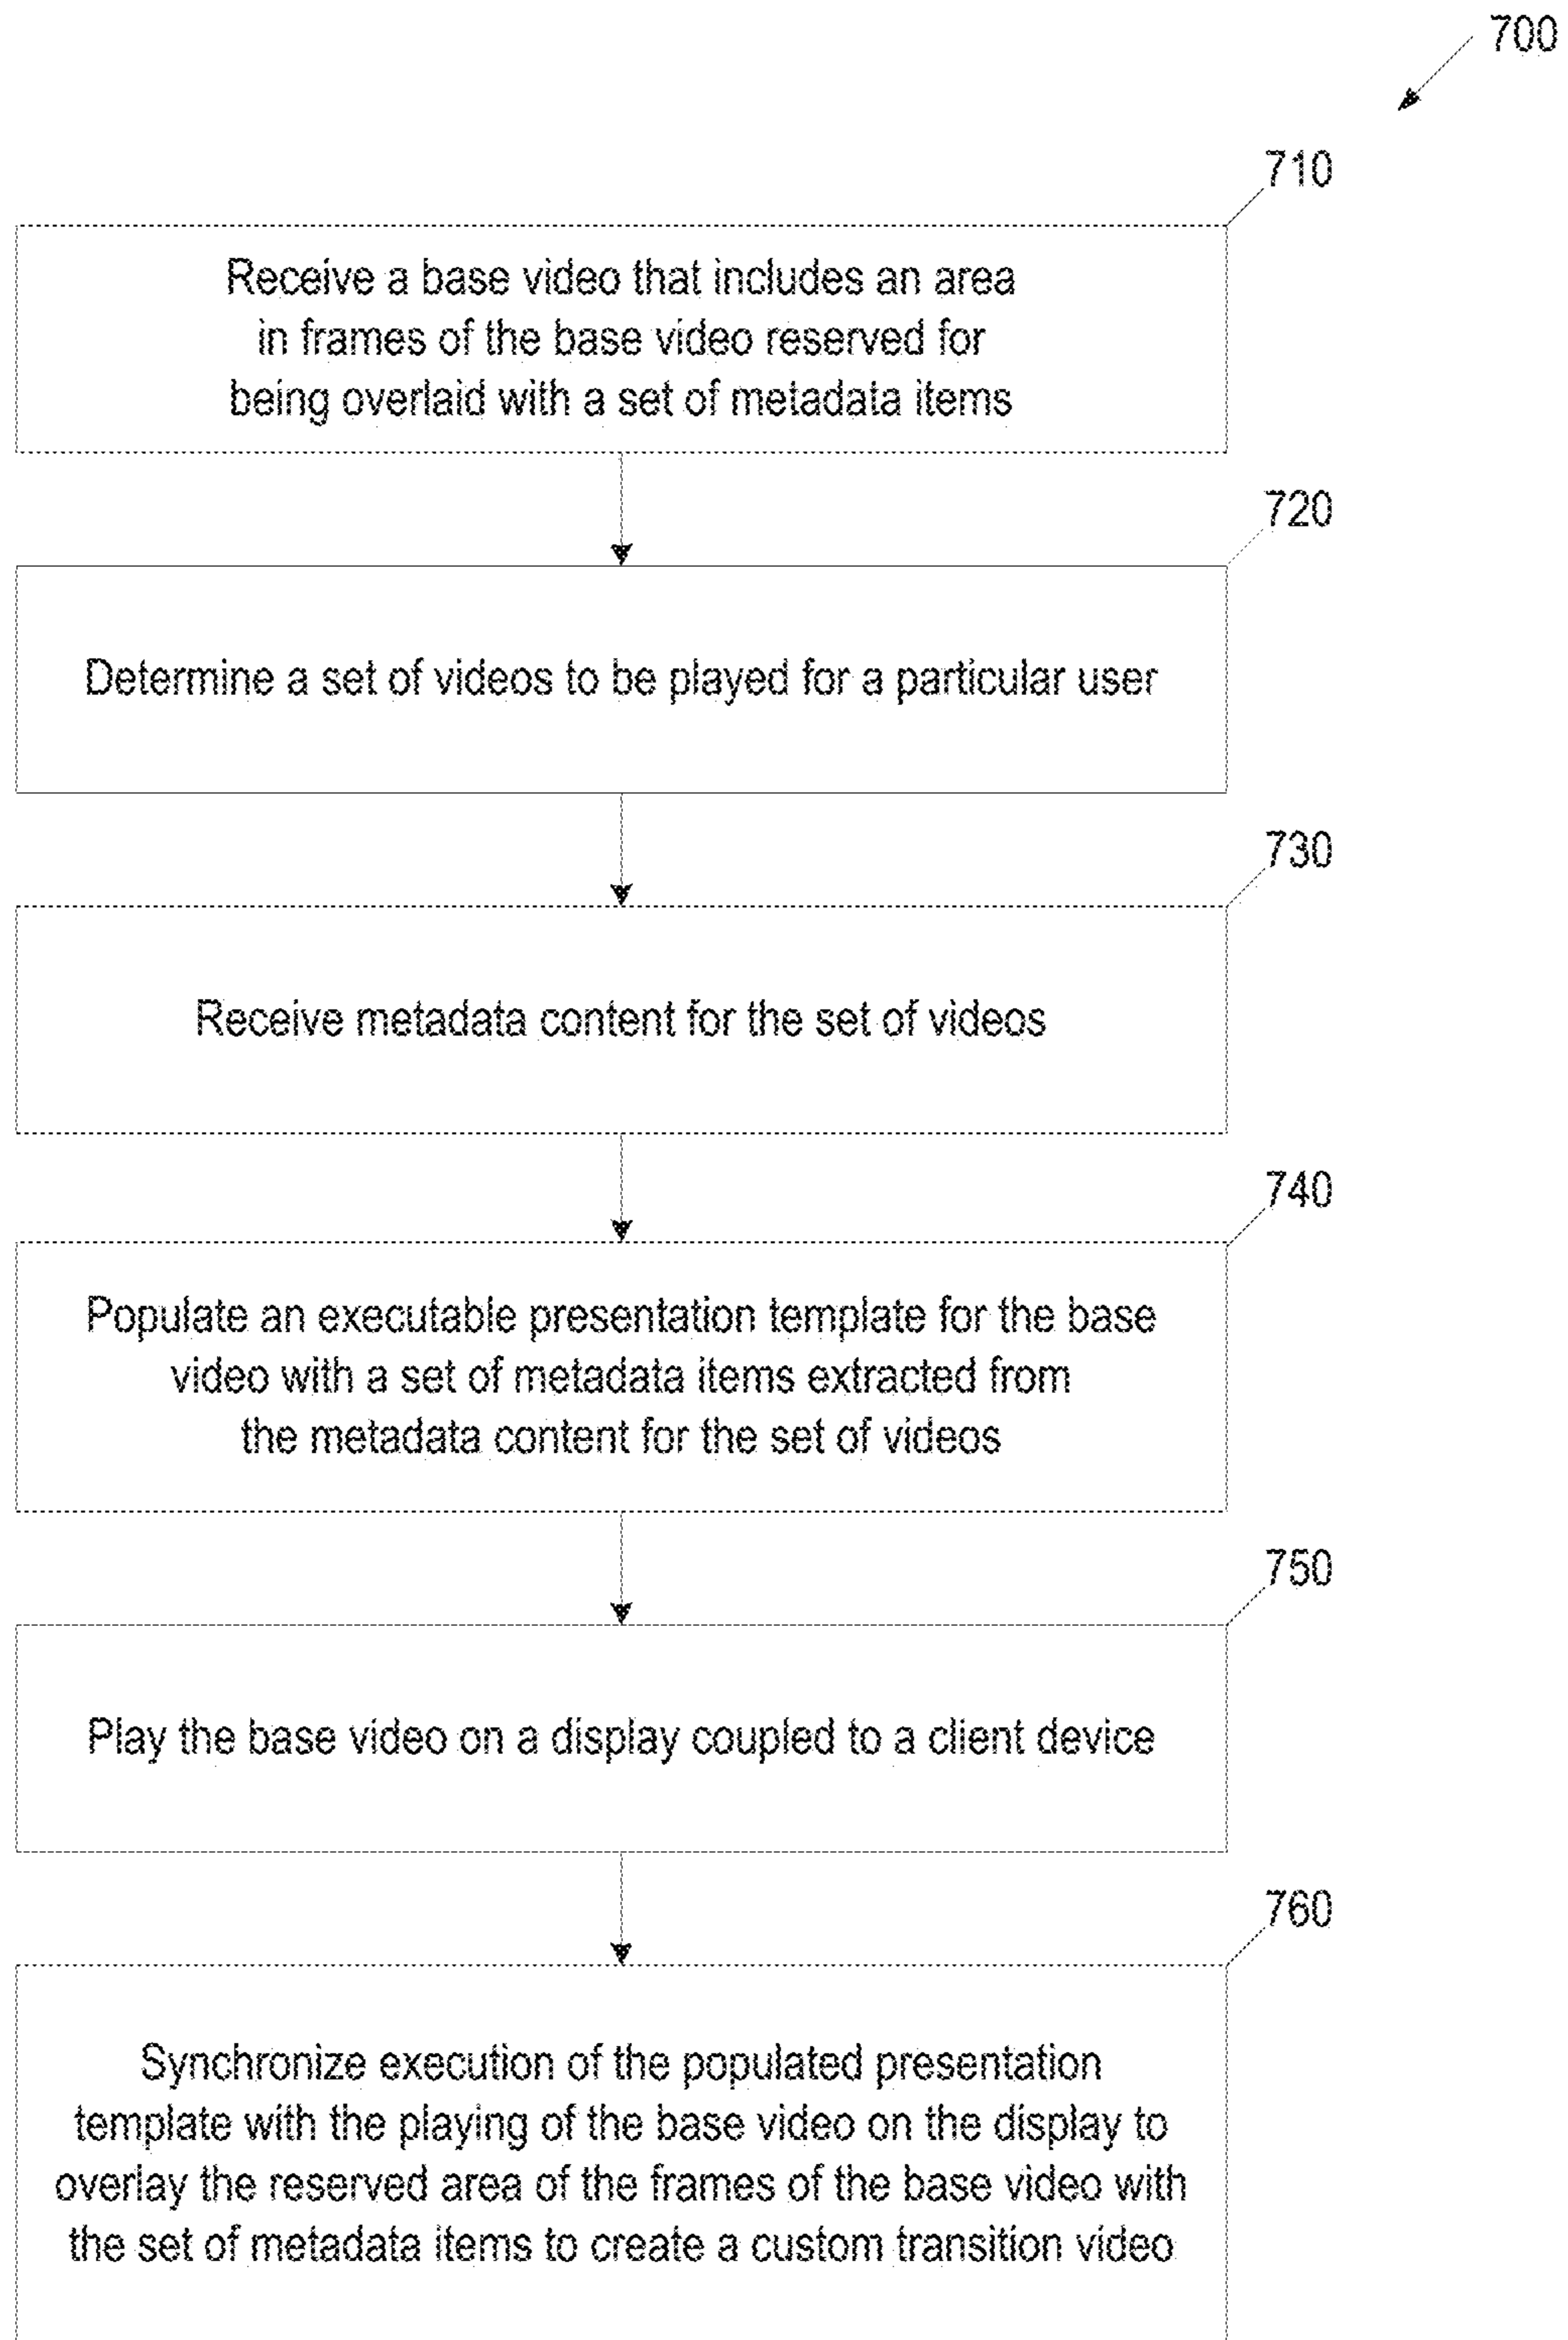 700
710
Receive a base video that includes an area
in frames of the base video reserved for
being overlaid with a set of metadata items
720
Determine a set of videos to be played for a particular user
730
Receive metadata content for the set of videos
740
Populate an executable presentation template for the base
video with a set of metadata items extracted from
the metadata content for the set of videos
750
Play the base video on a display coupled to a client device
760
Synchronize execution of the populated presentation
template with the playing of the base video on the display to
overlay the reserved area of the frames of the base video with
the set of metadata items to create a custom transition video